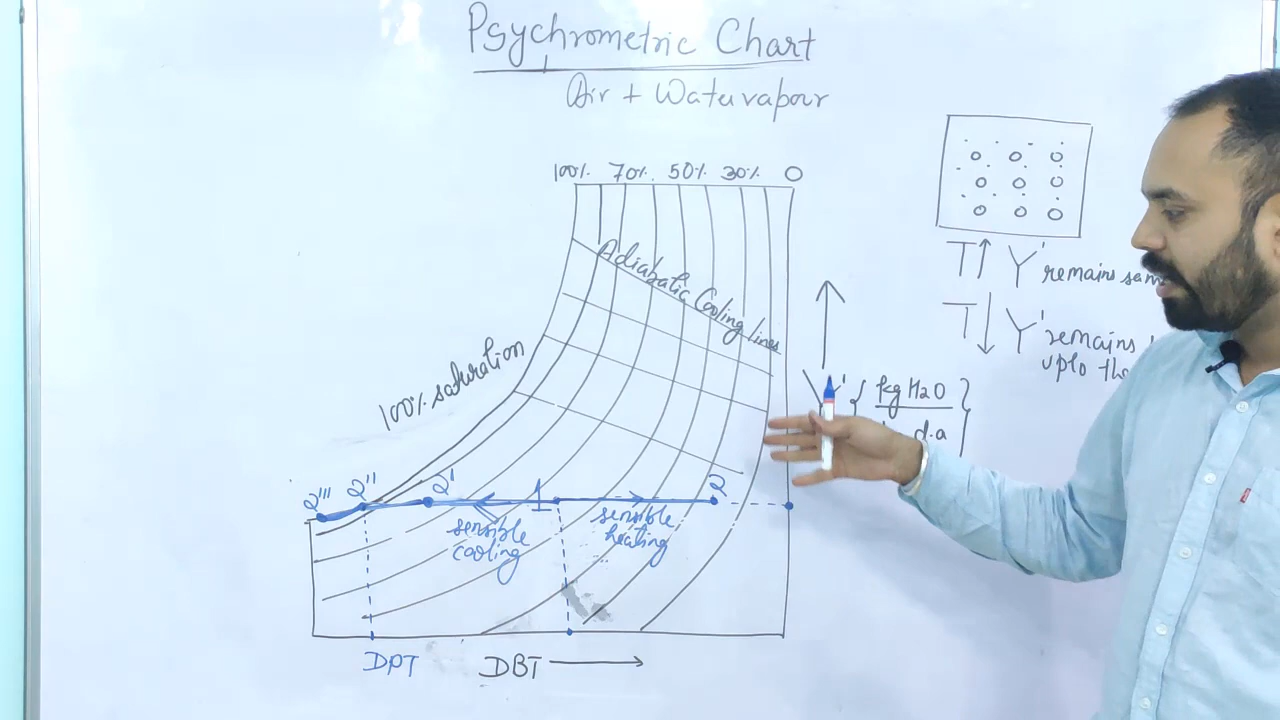 Psychrometric Chart
Air + Watervapour
100% 70% 50% 30% 0
Adiabatic Cooling lines
100% saturation
T↑ Y' remains sam
T↓ Y' remains
upto the
Y' { kg H2O
d.a }
2''' 2'' 2' 1 2
sensible cooling
sensible heating
DPT DBT →